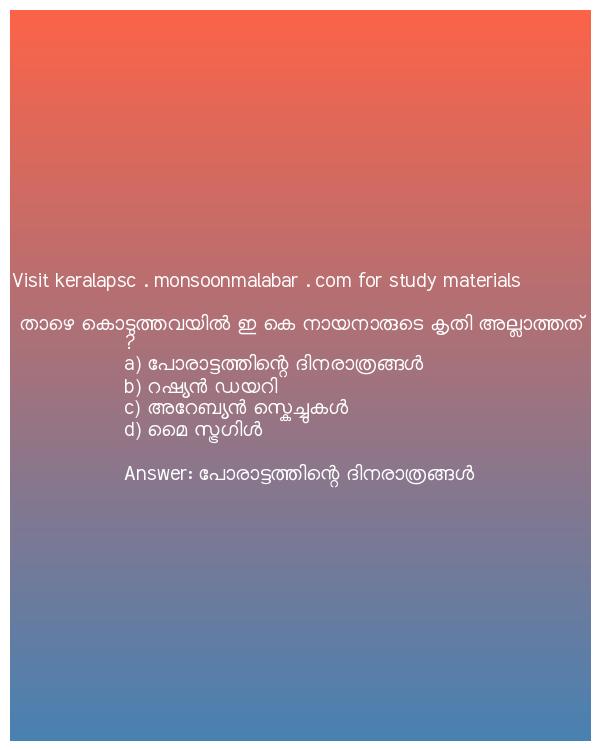 Visit keralapsc . monsoonmalabar . com for study materials
താഴെ കൊടുത്തവയിൽ ഇ കെ നായനാരുടെ കൃതി അല്ലാത്തത്
?
a) പോരാട്ടത്തിന്റെ ദിനരാത്രങ്ങൾ
b) റഷ്യൻ ഡയറി
c) അറേബ്യൻ സ്കെച്ചുകൾ
d) മൈ സ്ട്രഗിൾ
Answer: പോരാട്ടത്തിന്റെ ദിനരാത്രങ്ങൾ